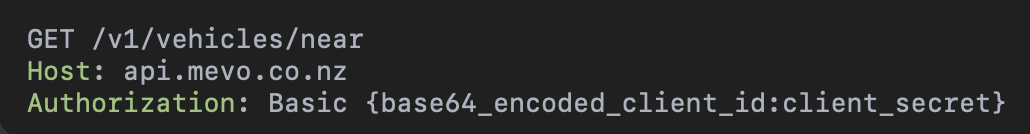 GET /v1/vehicles/near
Host: api.mevo.co.nz
Authorization: Basic {base64_encoded_client_id:client_secret}